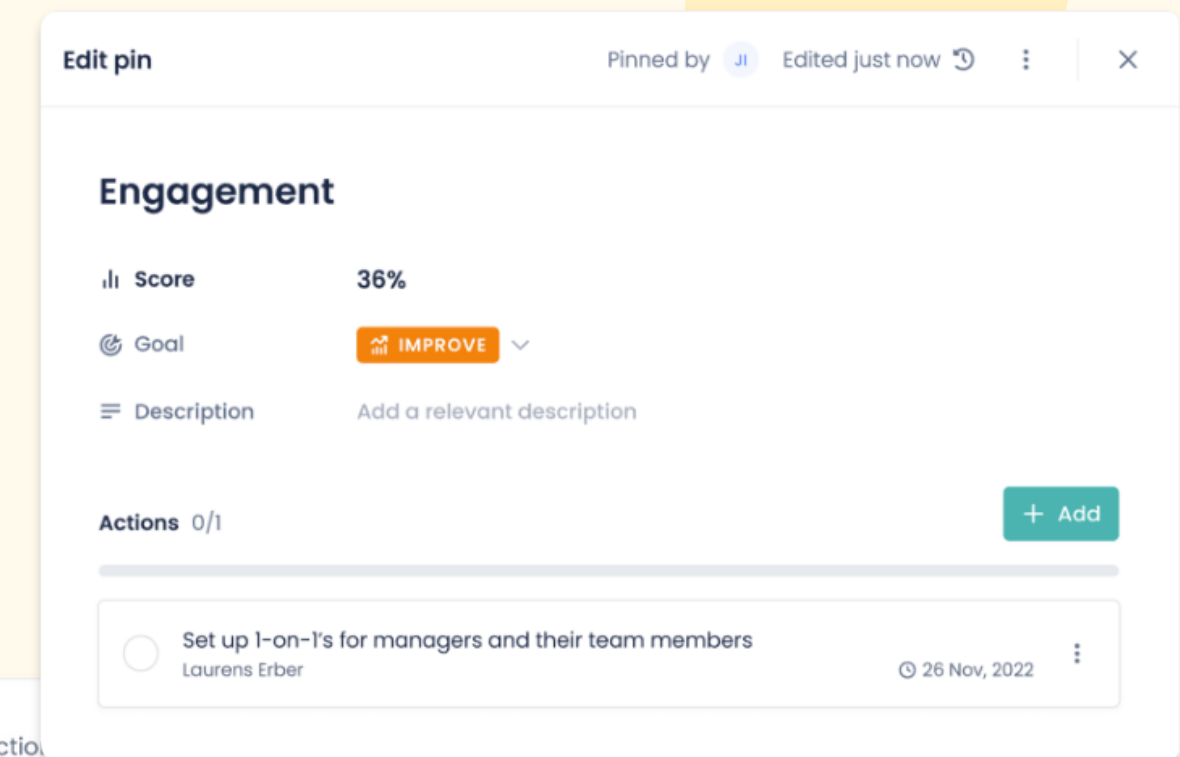 Edit pin
Pinned by JI Edited just now
Engagement
Score 36%
Goal IMPROVE
Description Add a relevant description
Actions 0/1
+ Add
Set up 1-on-1's for managers and their team members
Laurens Erber
26 Nov, 2022